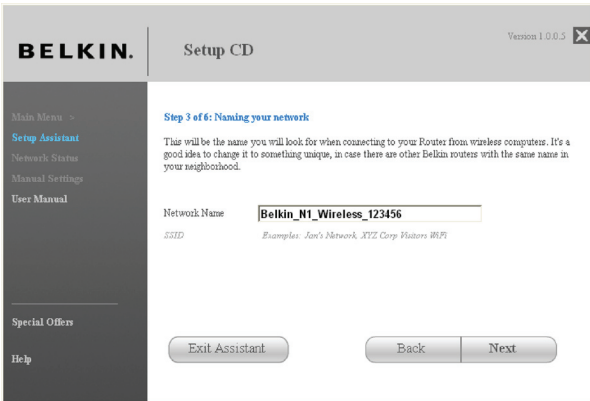 BELKIN.
Setup CD
Version 1.0.0.5
Main Menu >
Setup Assistant
Network Status
Manual Settings
User Manual
Special Offers
Help
Step 3 of 6: Naming your network
This will be the name you will look for when connecting to your Router from wireless computers. It's a
good idea to change it to something unique, in case there are other Belkin routers with the same name in
your neighborhood.
Network Name Belkin_N1_Wireless_123456
SSID Examples: Jan's Network, XYZ Corp Visitors WiFi
Exit Assistant Back Next